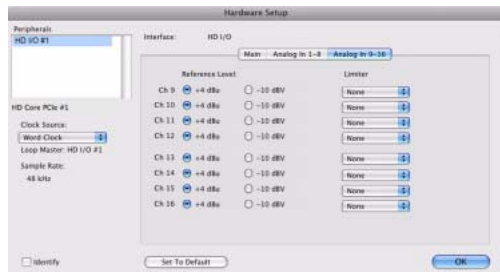 Hardware Setup
Peripherals
HD I/O #1
Interface: HD I/O
Main Analog In 1-8 Analog In 9-16
Reference Level: Limiter
Ch 9 +4 dBu -10 dBV None
Ch 10 +4 dBu -10 dBV None
Ch 11 +4 dBu -10 dBV None
Ch 12 +4 dBu -10 dBV None
Ch 13 +4 dBu -10 dBV None
Ch 14 +4 dBu -10 dBV None
Ch 15 +4 dBu -10 dBV None
Ch 16 +4 dBu -10 dBV None
HD Core PCIe #1
Clock Source:
Word Clock
Loop Master: HD I/O #1
Sample Rate:
48 kHz
Identify
Set To Default
OK